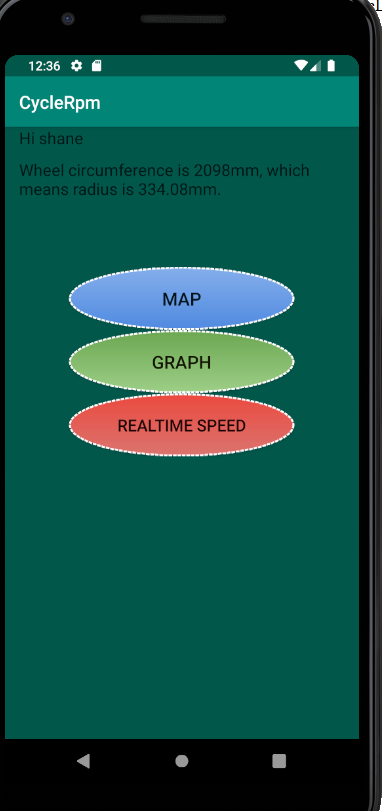 12:36
CycleRpm
Hi shane
Wheel circumference is 2098mm, which
means radius is 334.08mm.
MAP
GRAPH
REALTIME SPEED